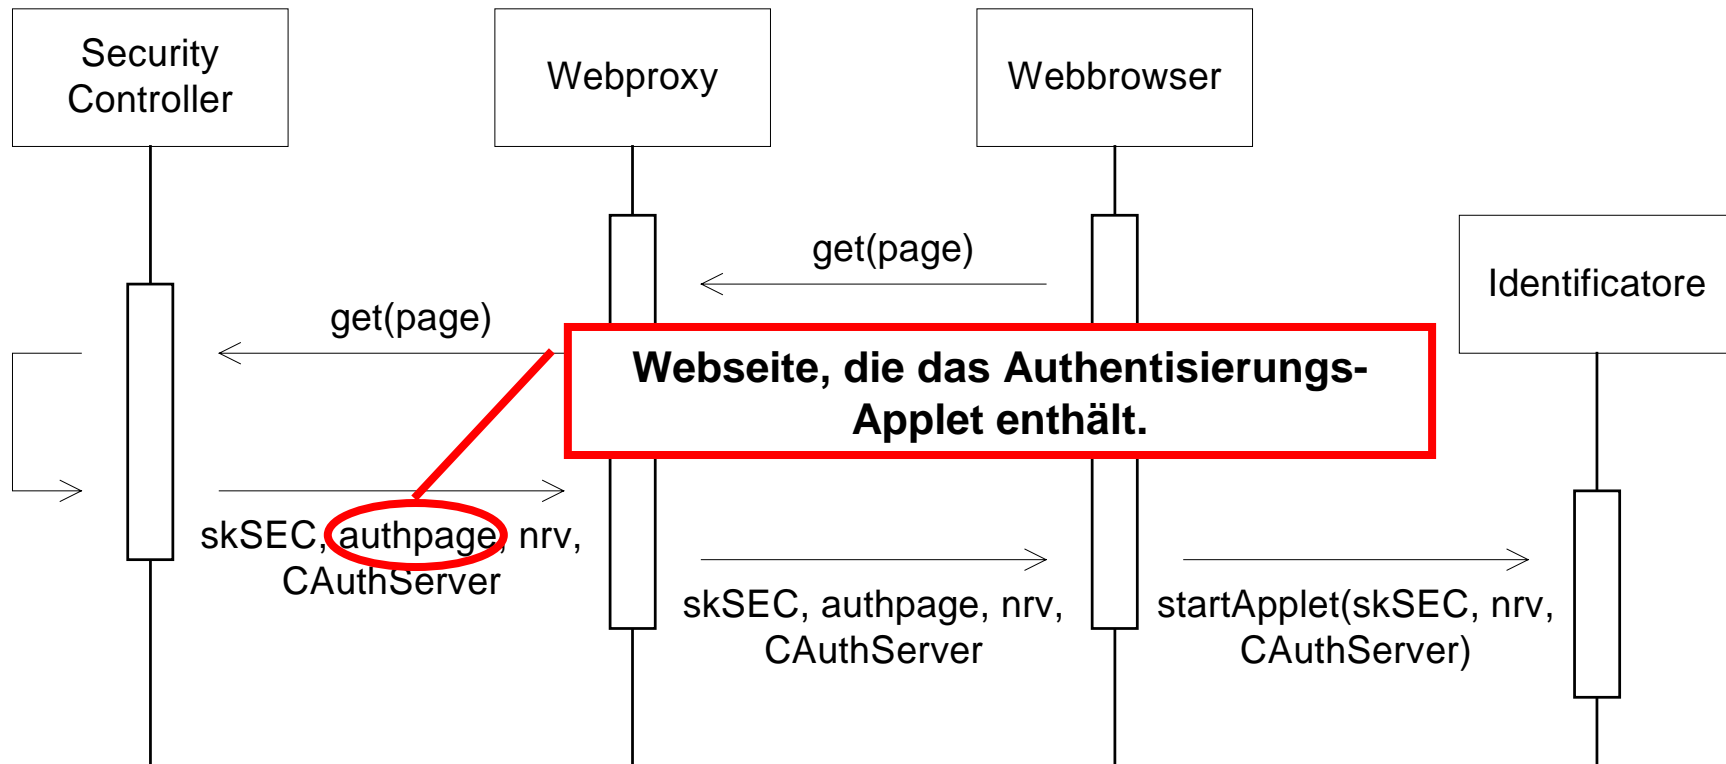 Security
Controller
Webproxy
Webbrowser
Identificatore
get(page)
get(page)
Webseite, die das Authentisierungs-
Applet enthält.
skSEC, authpage, nrv,
CAuthServer
skSEC, authpage, nrv,
CAuthServer
startApplet(skSEC, nrv,
CAuthServer)